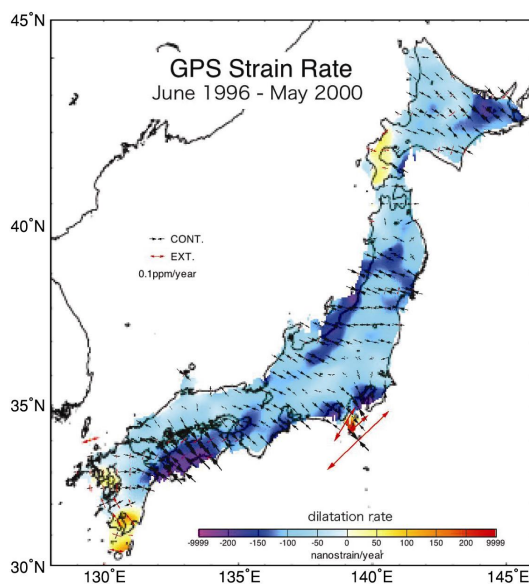 45˚N
GPS Strain Rate
June 1996 - May 2000
40˚N
CONT.
EXT.
0.1ppm/year
35˚N
dilatation rate
-9999 -200 -150 -100 -50 0 50 100 150 200 9999
nanostrain/year
30˚N
130˚E 135˚E 140˚E 145˚E